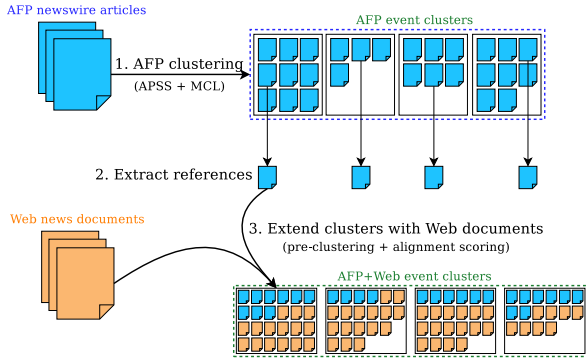 AFP newswire articles
AFP event clusters
1. AFP clustering
(APSS + MCL)
2. Extract references
Web news documents
3. Extend clusters with Web documents
(pre-clustering + alignment scoring)
AFP+Web event clusters